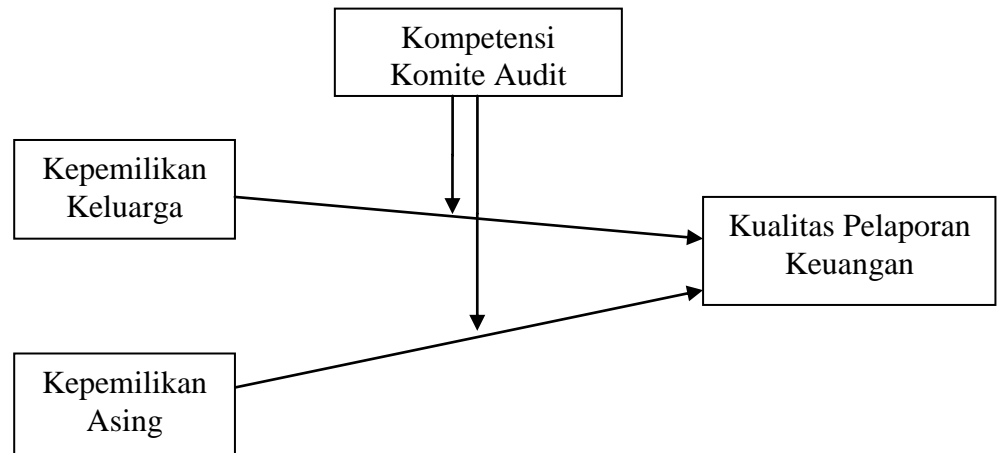 Kompetensi
Komite Audit
Kepemilikan
Keluarga
Kualitas Pelaporan
Keuangan
Kepemilikan
Asing